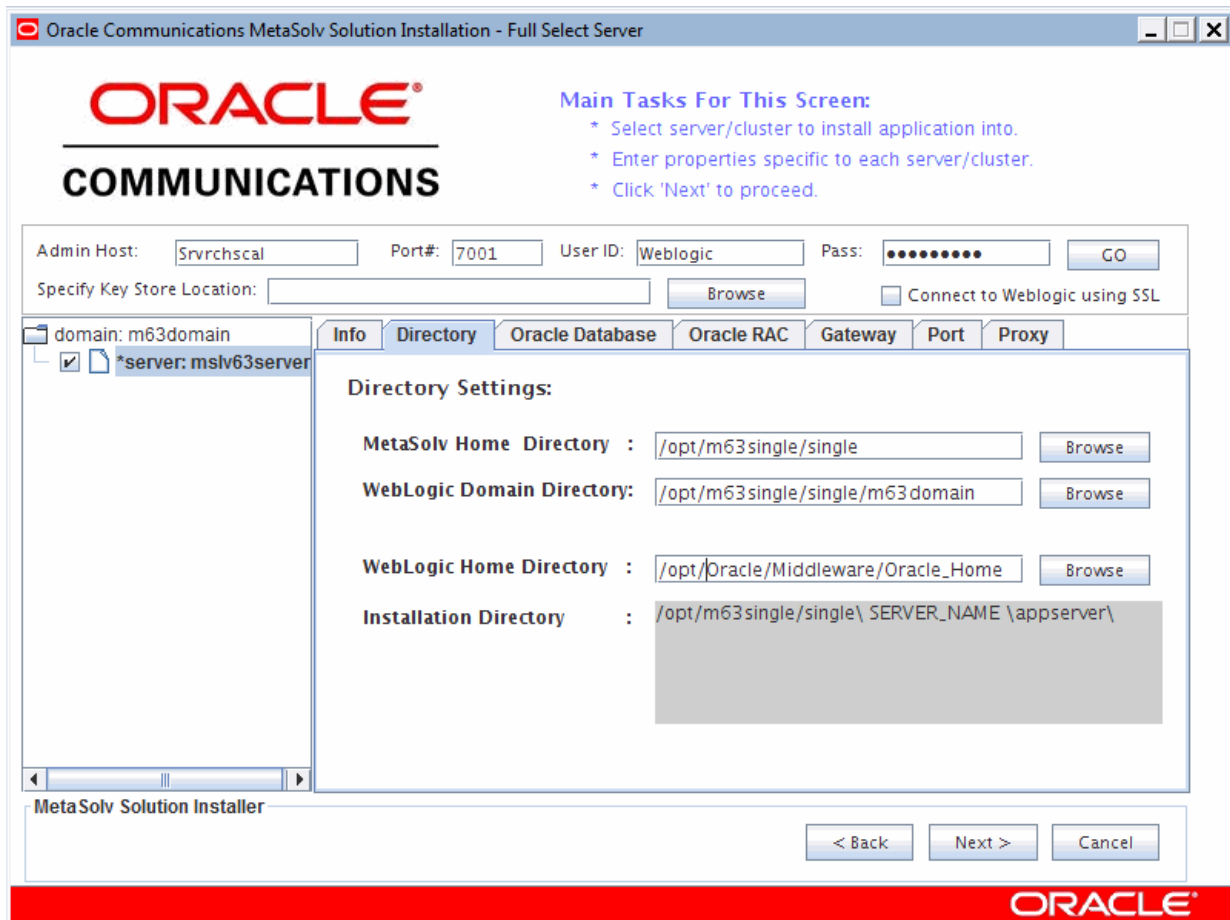 Oracle Communications MetaSolv Solution Installation - Full Select Server
ORACLE®
COMMUNICATIONS
Main Tasks For This Screen:
* Select server/cluster to install application into.
* Enter properties specific to each server/cluster.
* Click 'Next' to proceed.
Admin Host: Srvrchscal Port#: 7001 User ID: Weblogic Pass: ●●●●●●●●● GO
Specify Key Store Location: Browse Connect to Weblogic using SSL
domain: m63domain
*server: mslv63server
Info Directory Oracle Database Oracle RAC Gateway Port Proxy
Directory Settings:
MetaSolv Home Directory : /opt/m63single/single Browse
WebLogic Domain Directory: /opt/m63single/single/m63domain Browse
WebLogic Home Directory : /opt/Oracle/Middleware/Oracle_Home Browse
Installation Directory : /opt/m63single/single\ SERVER_NAME \appserver\
MetaSolv Solution Installer
< Back Next > Cancel
ORACLE®